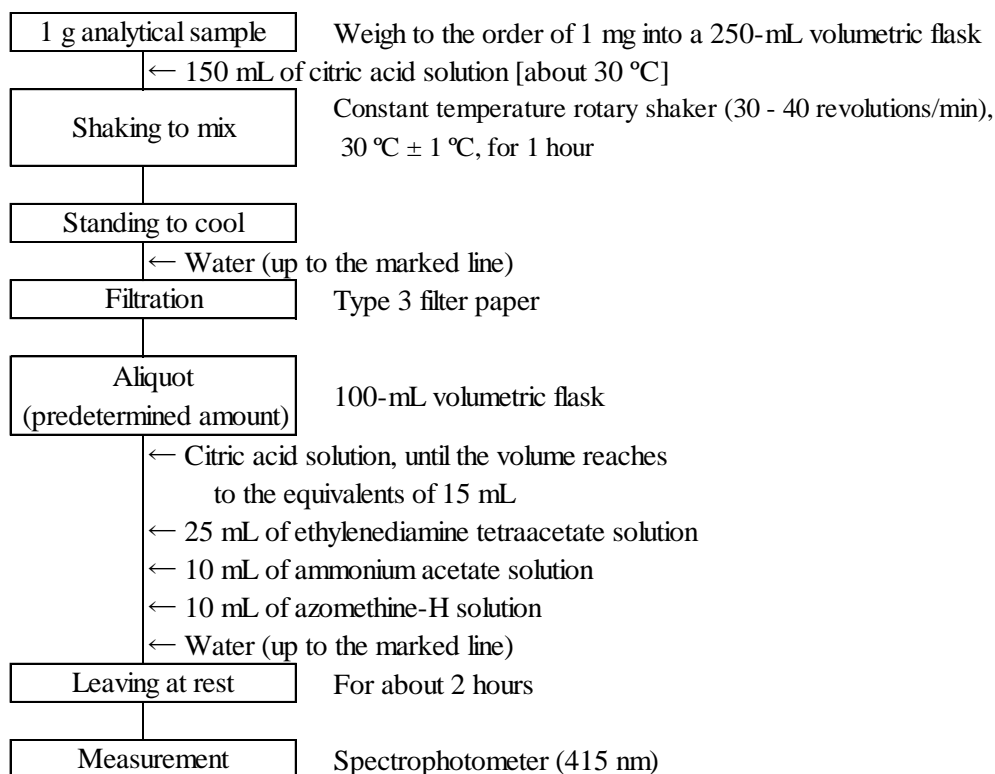 1 g analytical sample Weigh to the order of 1 mg into a 250-mL volumetric flask
← 150 mL of citric acid solution [about 30 ºC]
Shaking to mix
Constant temperature rotary shaker (30 - 40 revolutions/min),
30 ºC ± 1 ºC, for 1 hour
Standing to cool
← Water (up to the marked line)
Filtration Type 3 filter paper
Aliquot
(predetermined amount)
100-mL volumetric flask
← Citric acid solution, until the volume reaches
to the equivalents of 15 mL
← 25 mL of ethylenediamine tetraacetate solution
← 10 mL of ammonium acetate solution
← 10 mL of azomethine-H solution
← Water (up to the marked line)
Leaving at rest For about 2 hours
Measurement Spectrophotometer (415 nm)